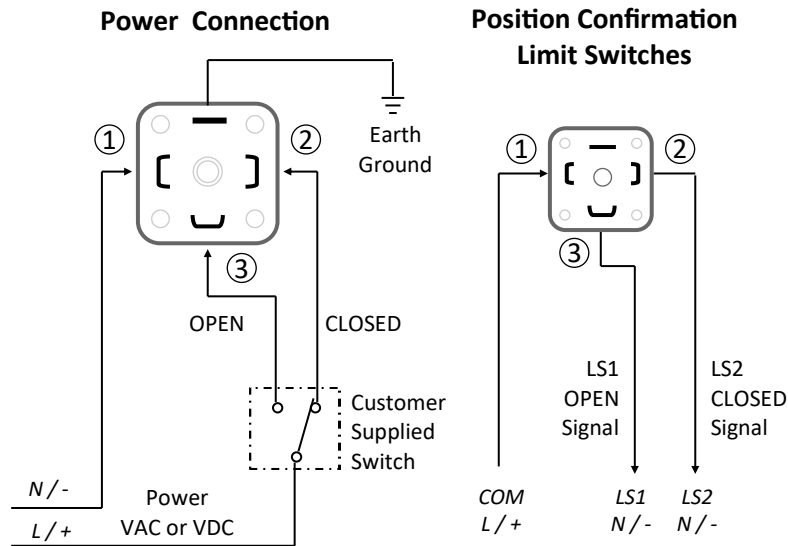 Power Connection
①
②
③
Earth
Ground
OPEN
CLOSED
Customer
Supplied
Switch
N / -
Power
VAC or VDC
L / +
Position Confirmation
Limit Switches
①
②
③
LS1
OPEN
Signal
LS2
CLOSED
Signal
COM
L / +
LS1
N / -
LS2
N / -